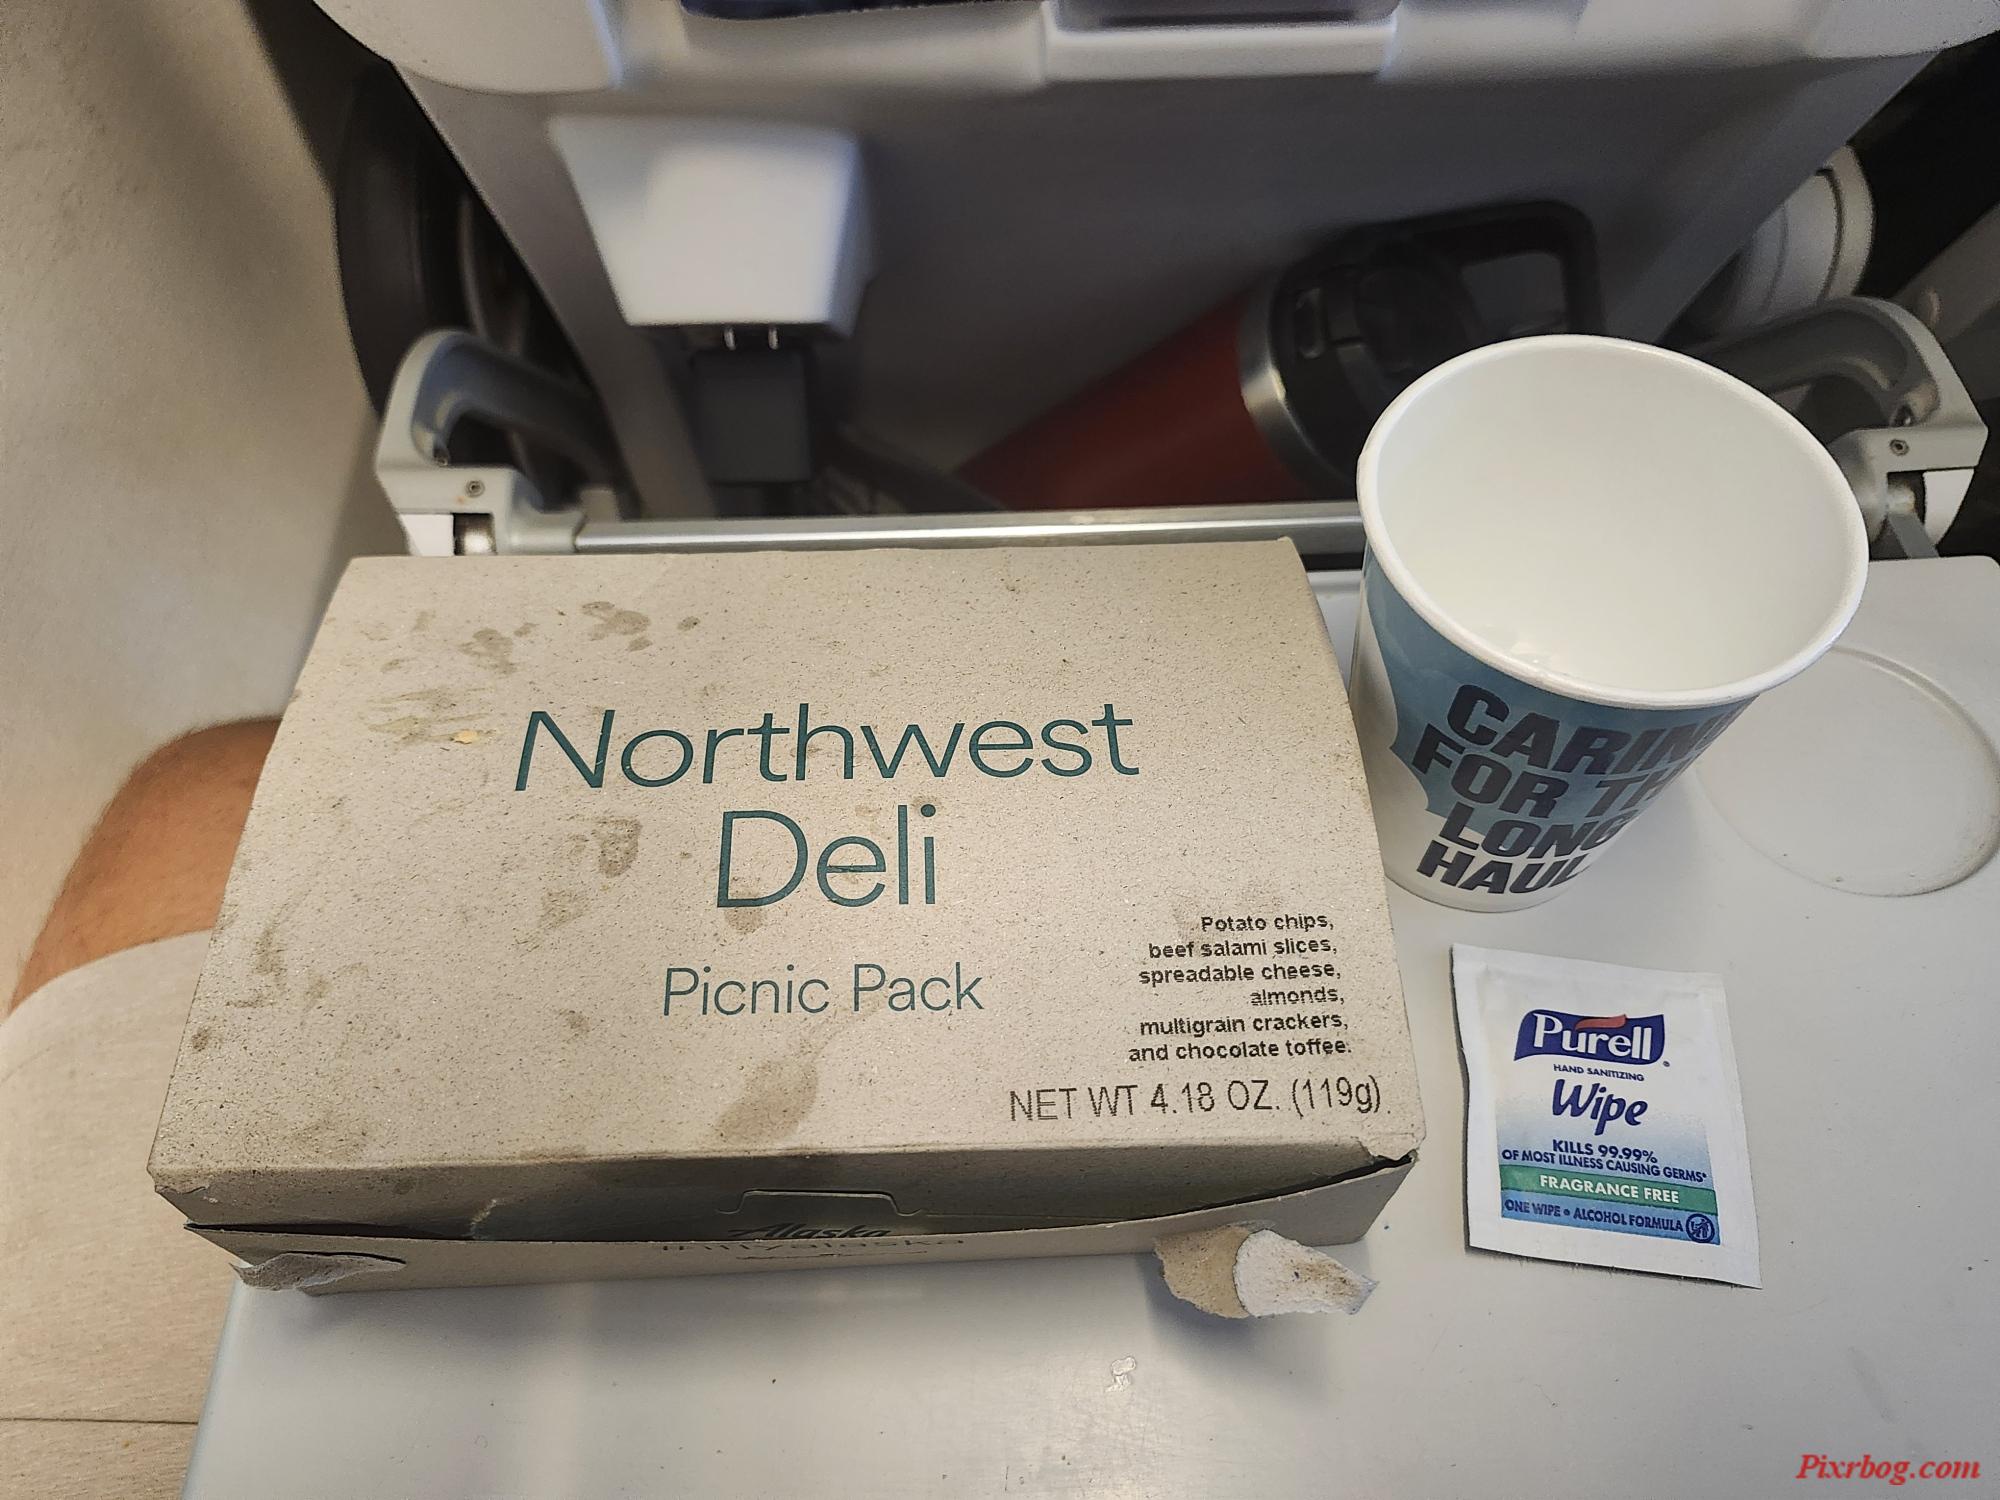 Northwest
Deli
Picnic Pack
Potato chips,
beef salami slices,
spreadable cheese,
almonds,
multigrain crackers,
and chocolate toffee.
NET WT 4.18 OZ. (119g).
Alaska
CARIN
FOR TH
LONG
HAUL
PURELL
HAND SANITIZING
Wipe
KILLS 99.99%
OF MOST ILLNESS CAUSING GERMS*
FRAGRANCE FREE
ONE WIPE • ALCOHOL FORMULA
Pixrbog.com